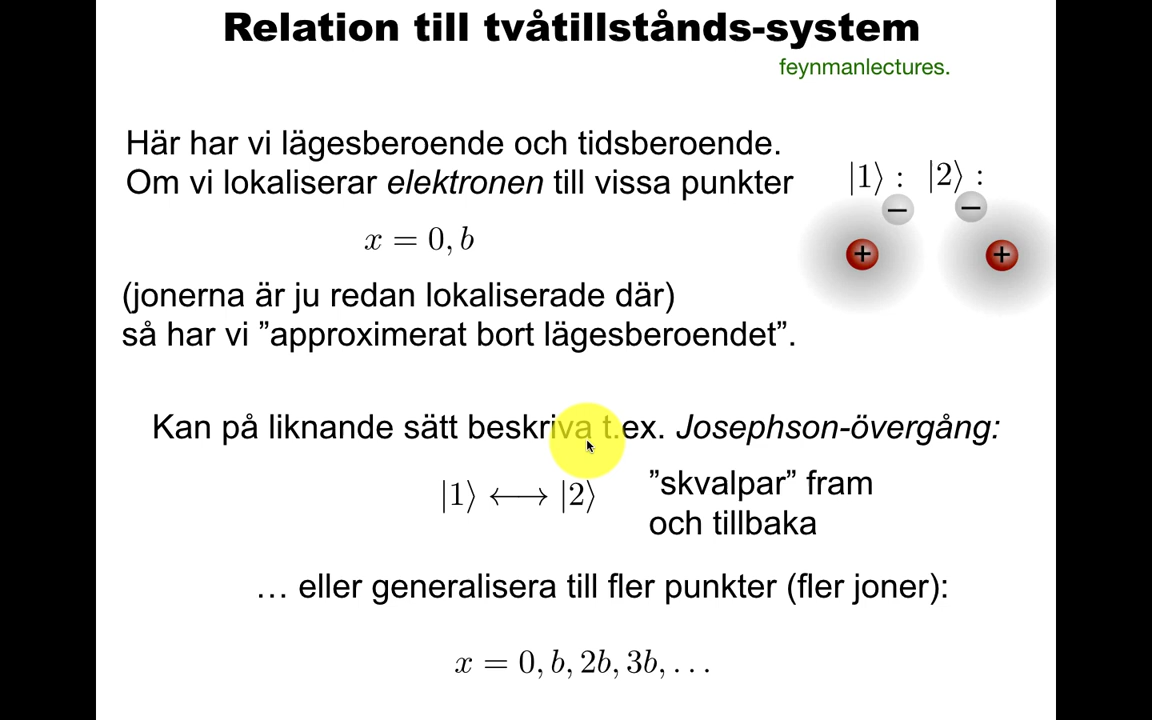 Relation till tvåtillstånds-system
feynmanlectures.
Här har vi lägesberoende och tidsberoende.
Om vi lokaliserar elektronen till vissa punkter
|1⟩ : |2⟩ :
− −
+ +
x = 0, b
(jonerna är ju redan lokaliserade där)
så har vi ”approximerat bort lägesberoendet”.
Kan på liknande sätt beskriva t.ex. Josephson-övergång:
|1⟩ ⟷ |2⟩
”skvalpar” fram
och tillbaka
… eller generalisera till fler punkter (fler joner):
x = 0, b, 2b, 3b, . . .